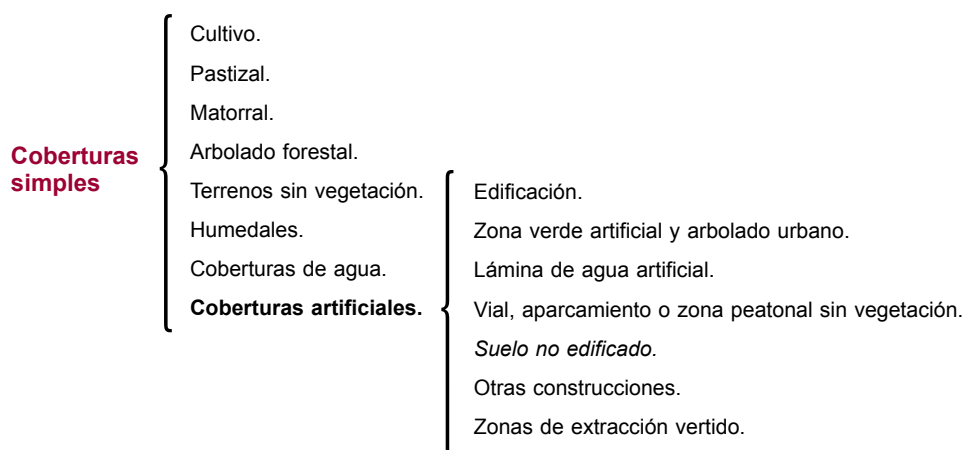 Coberturas
simples
Cultivo.
Pastizal.
Matorral.
Arbolado forestal.
Terrenos sin vegetación.
Humedales.
Coberturas de agua.
Coberturas artificiales.
Edificación.
Zona verde artificial y arbolado urbano.
Lámina de agua artificial.
Vial, aparcamiento o zona peatonal sin vegetación.
Suelo no edificado.
Otras construcciones.
Zonas de extracción vertido.